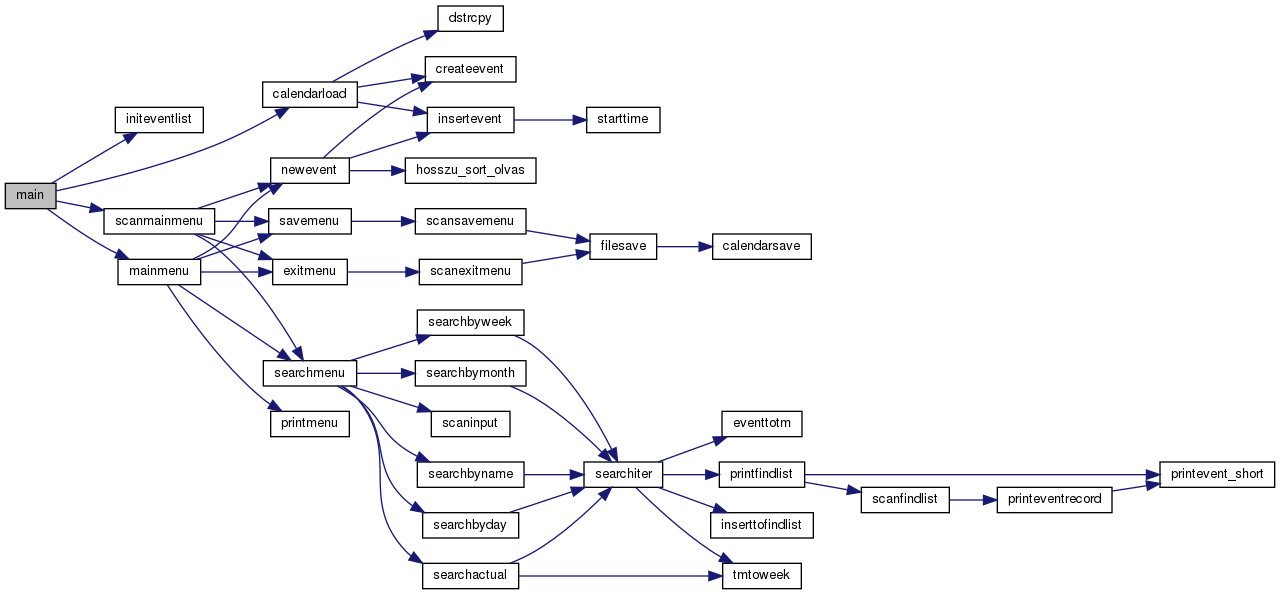 main
initeventlist
calendarload
dstrcpy
createevent
insertevent
starttime
newevent
hosszu_sort_olvas
scanmainmenu
mainmenu
savemenu
scansavemenu
filesave
calendarsave
exitmenu
scanexitmenu
searchmenu
printmenu
searchbyweek
searchbymonth
scaninput
searchbyname
searchbyday
searchactual
searchiter
eventtotm
printfindlist
inserttofindlist
tmtoweek
scanfindlist
printeventrecord
printevent_short